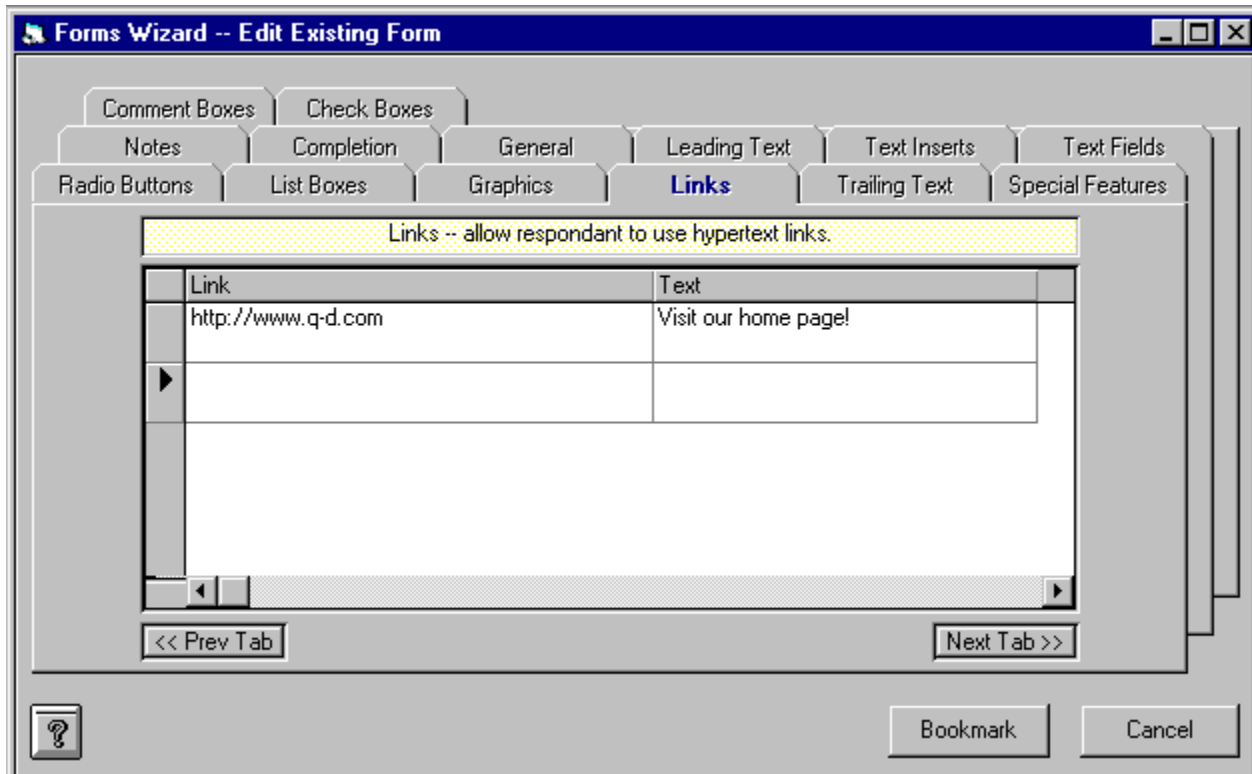 Forms Wizard -- Edit Existing Form
Comment Boxes Check Boxes
Notes Completion General Leading Text Text Inserts Text Fields
Radio Buttons List Boxes Graphics Links Trailing Text Special Features
Links -- allow respondant to use hypertext links.
Link Text
http://www.q-d.com Visit our home page!
<< Prev Tab Next Tab >>
? Bookmark Cancel